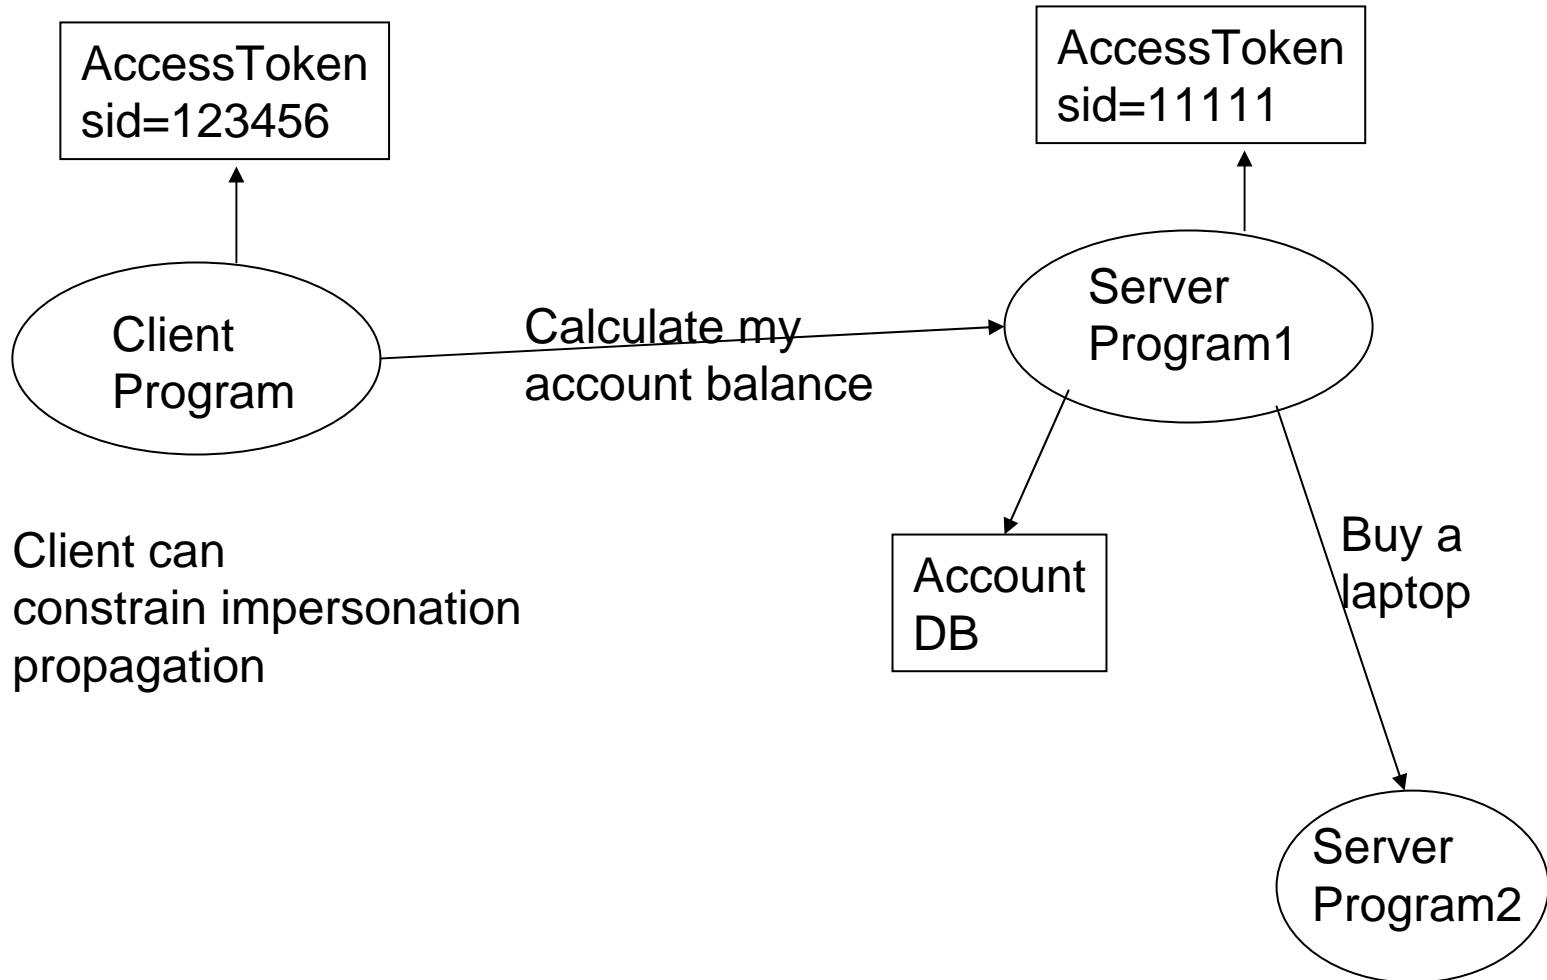 AccessToken
sid=123456
AccessToken
sid=11111
Client
Program
Calculate my
account balance
Server
Program1
Client can
constrain impersonation
propagation
Account
DB
Buy a
laptop
Server
Program2